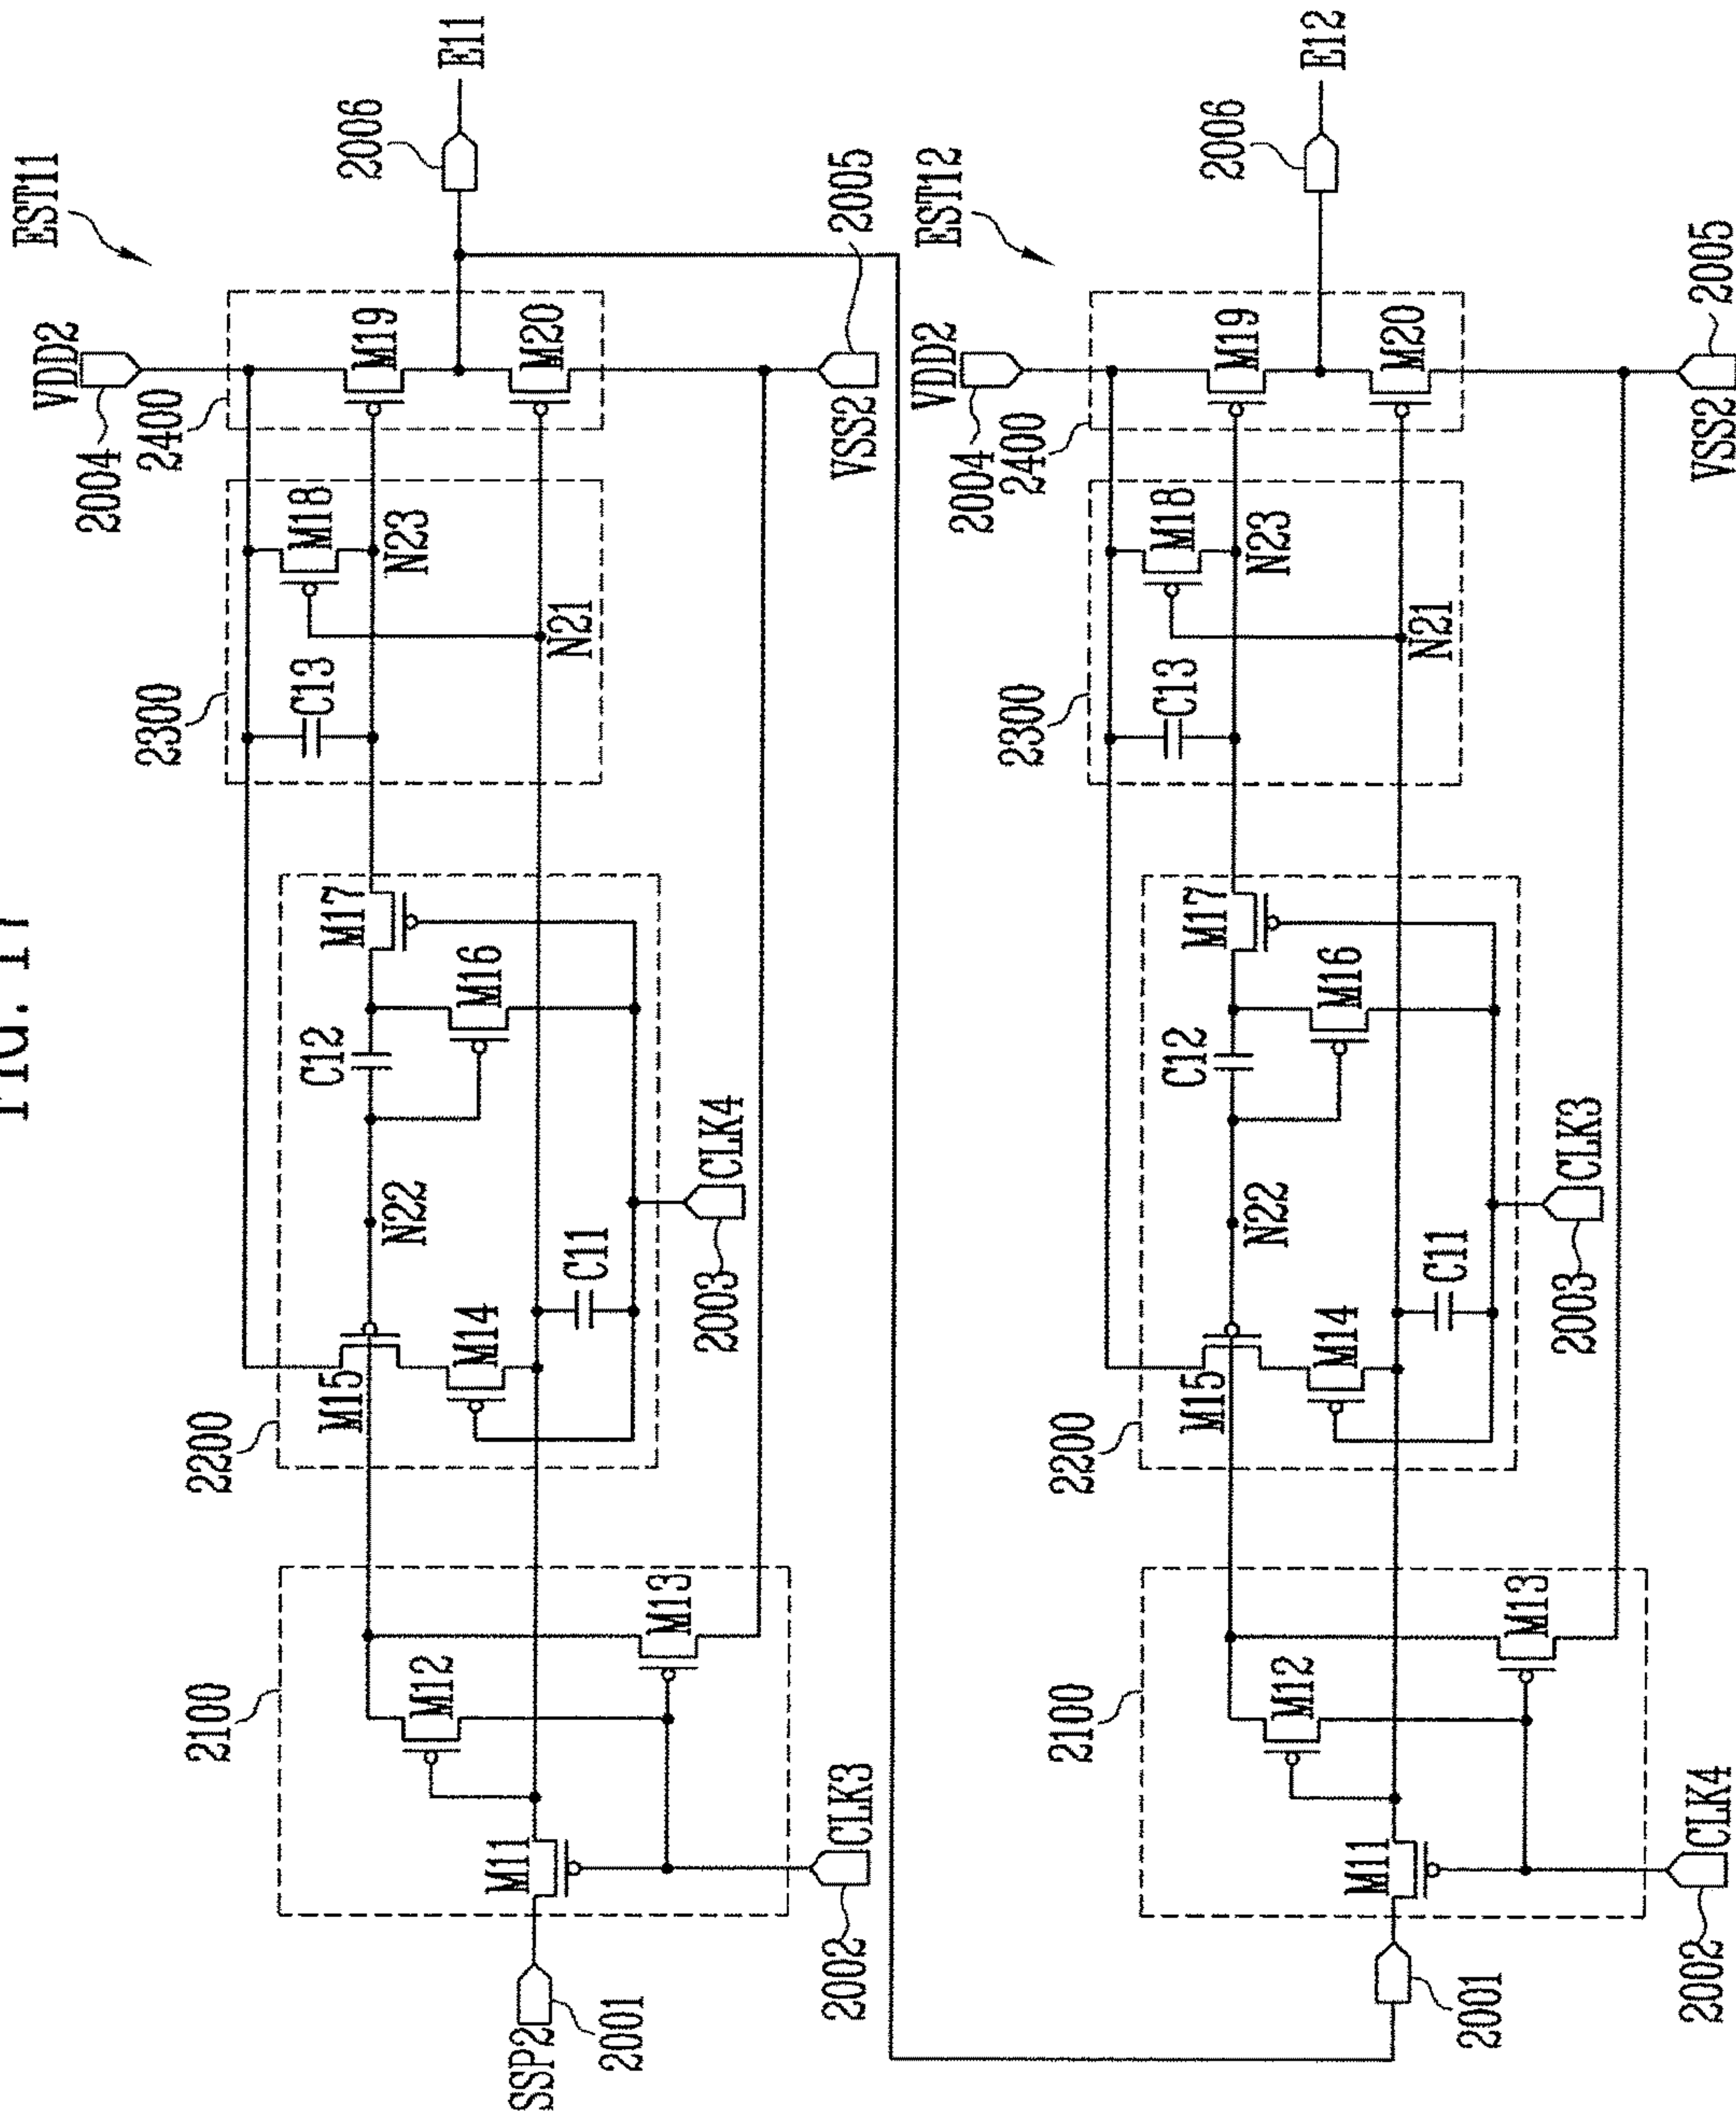 FIG. 17
EST11
VDD2
2004
2400
2300
2200
2100
M19
M20
E11
2006
M18
N23
C13
N21
VSS2
2005
M17
M16
C12
N22
M15
M14
C11
CLK4
2003
M13
M12
M11
CLK3
2002
SSP2
2001
EST12
VDD2
2004
2400
2300
2200
2100
M19
M20
E12
2006
M18
N23
C13
N21
VSS2
2005
M17
M16
C12
N22
M15
M14
C11
CLK3
2003
M13
M12
M11
CLK4
2002
2001